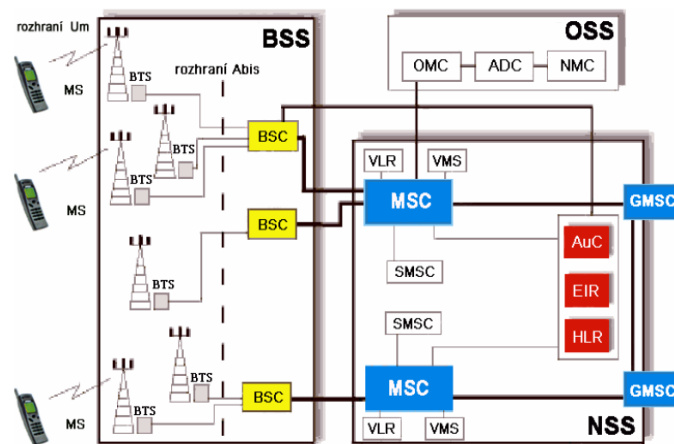 rozhraní Um
BSS
OSS
MS
BTS
rozhraní Abis
OMC
ADC
NMC
BTS
BSC
VLR
VMS
MS
BTS
MSC
GMSC
BSC
AuC
SMSC
BTS
EIR
SMSC
HLR
BTS
BSC
MSC
GMSC
MS
BTS
VLR
VMS
NSS